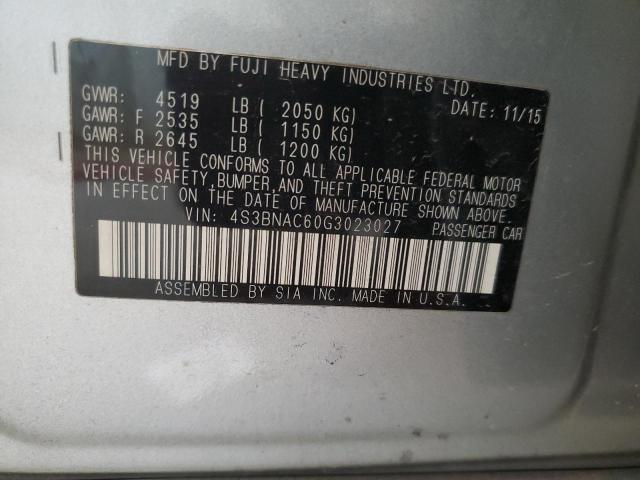 MFD BY FUJI HEAVY INDUSTRIES LTD.
GVWR: 4519 LB ( 2050 KG) DATE: 11/15
GAWR: F 2535 LB ( 1150 KG)
GAWR: R 2645 LB ( 1200 KG)
THIS VEHICLE CONFORMS TO ALL APPLICABLE FEDERAL MOTOR
VEHICLE SAFETY, BUMPER, AND THEFT PREVENTION STANDARDS
IN EFFECT ON THE DATE OF MANUFACTURE SHOWN ABOVE.
VIN: 4S3BNAC60G3023027 PASSENGER CAR
ASSEMBLED BY SIA INC. MADE IN U.S.A.